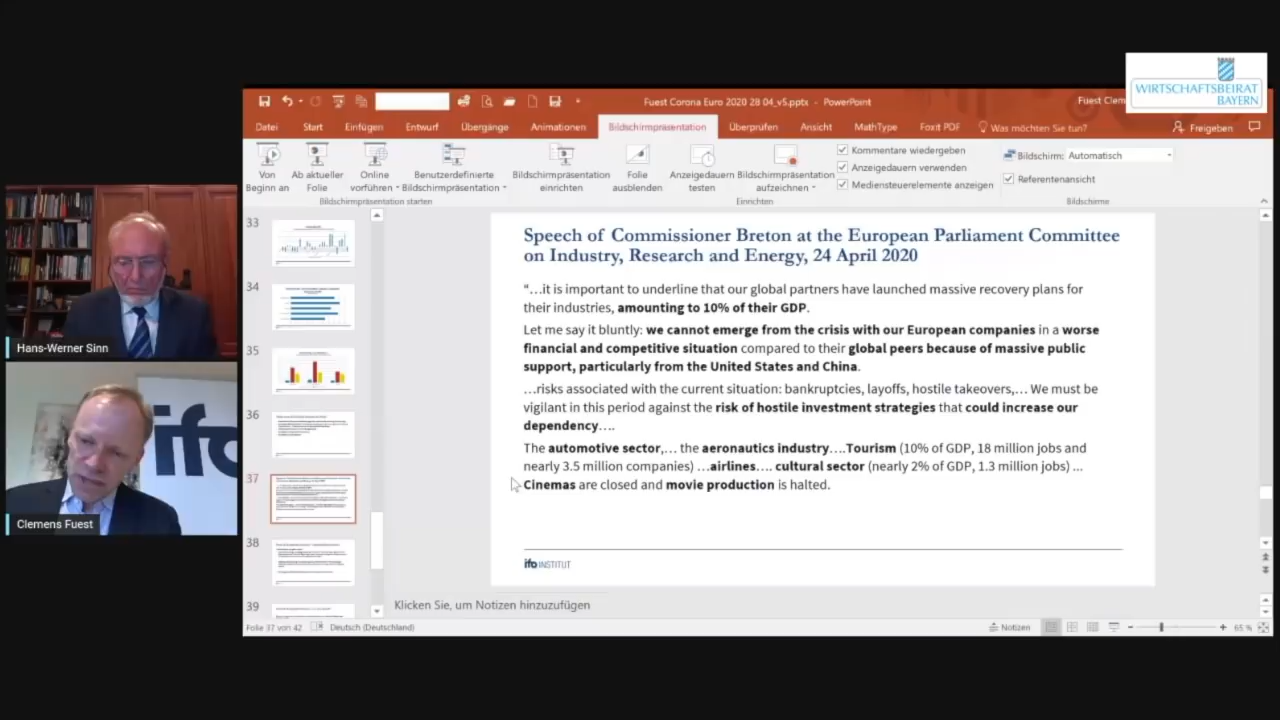 WIRTSCHAFTSBEIRAT
BAYERN
Fuest Corona Euro 2020 28 04_v5.pptx - PowerPoint
Fuest Clem
Datei Start Einfügen Entwurf Übergänge Animationen Bildschirmpräsentation Überprüfen Ansicht MathType Foxit PDF Was möchten Sie tun? Freigeben
Von Beginn an
Ab aktueller Folie
Online vorführen
Benutzerdefinierte Bildschirmpräsentation
Bildschirmpräsentation einrichten
Folie ausblenden
Anzeigedauern testen
Bildschirmpräsentation aufzeichnen
Kommentare wiedergeben
Anzeigedauern verwenden
Mediensteuerelemente anzeigen
Bildschirm: Automatisch
Referentenansicht
Bildschirmpräsentation starten
Einrichten
Bildschirme
33
34
35
36
37
38
39
Speech of Commissioner Breton at the European Parliament Committee
on Industry, Research and Energy, 24 April 2020
"…it is important to underline that our global partners have launched massive recovery plans for
their industries, amounting to 10% of their GDP.
Let me say it bluntly: we cannot emerge from the crisis with our European companies in a worse
financial and competitive situation compared to their global peers because of massive public
support, particularly from the United States and China.
…risks associated with the current situation: bankruptcies, layoffs, hostile takeovers,… We must be
vigilant in this period against the risk of hostile investment strategies that could increase our
dependency….
The automotive sector,… the aeronautics industry….Tourism (10% of GDP, 18 million jobs and
nearly 3.5 million companies) …airlines…. cultural sector (nearly 2% of GDP, 1.3 million jobs) …
Cinemas are closed and movie production is halted.
ifo INSTITUT
Klicken Sie, um Notizen hinzuzufügen
Folie 37 von 42 Deutsch (Deutschland)
Notizen
65 %
Hans-Werner Sinn
ifo
Clemens Fuest